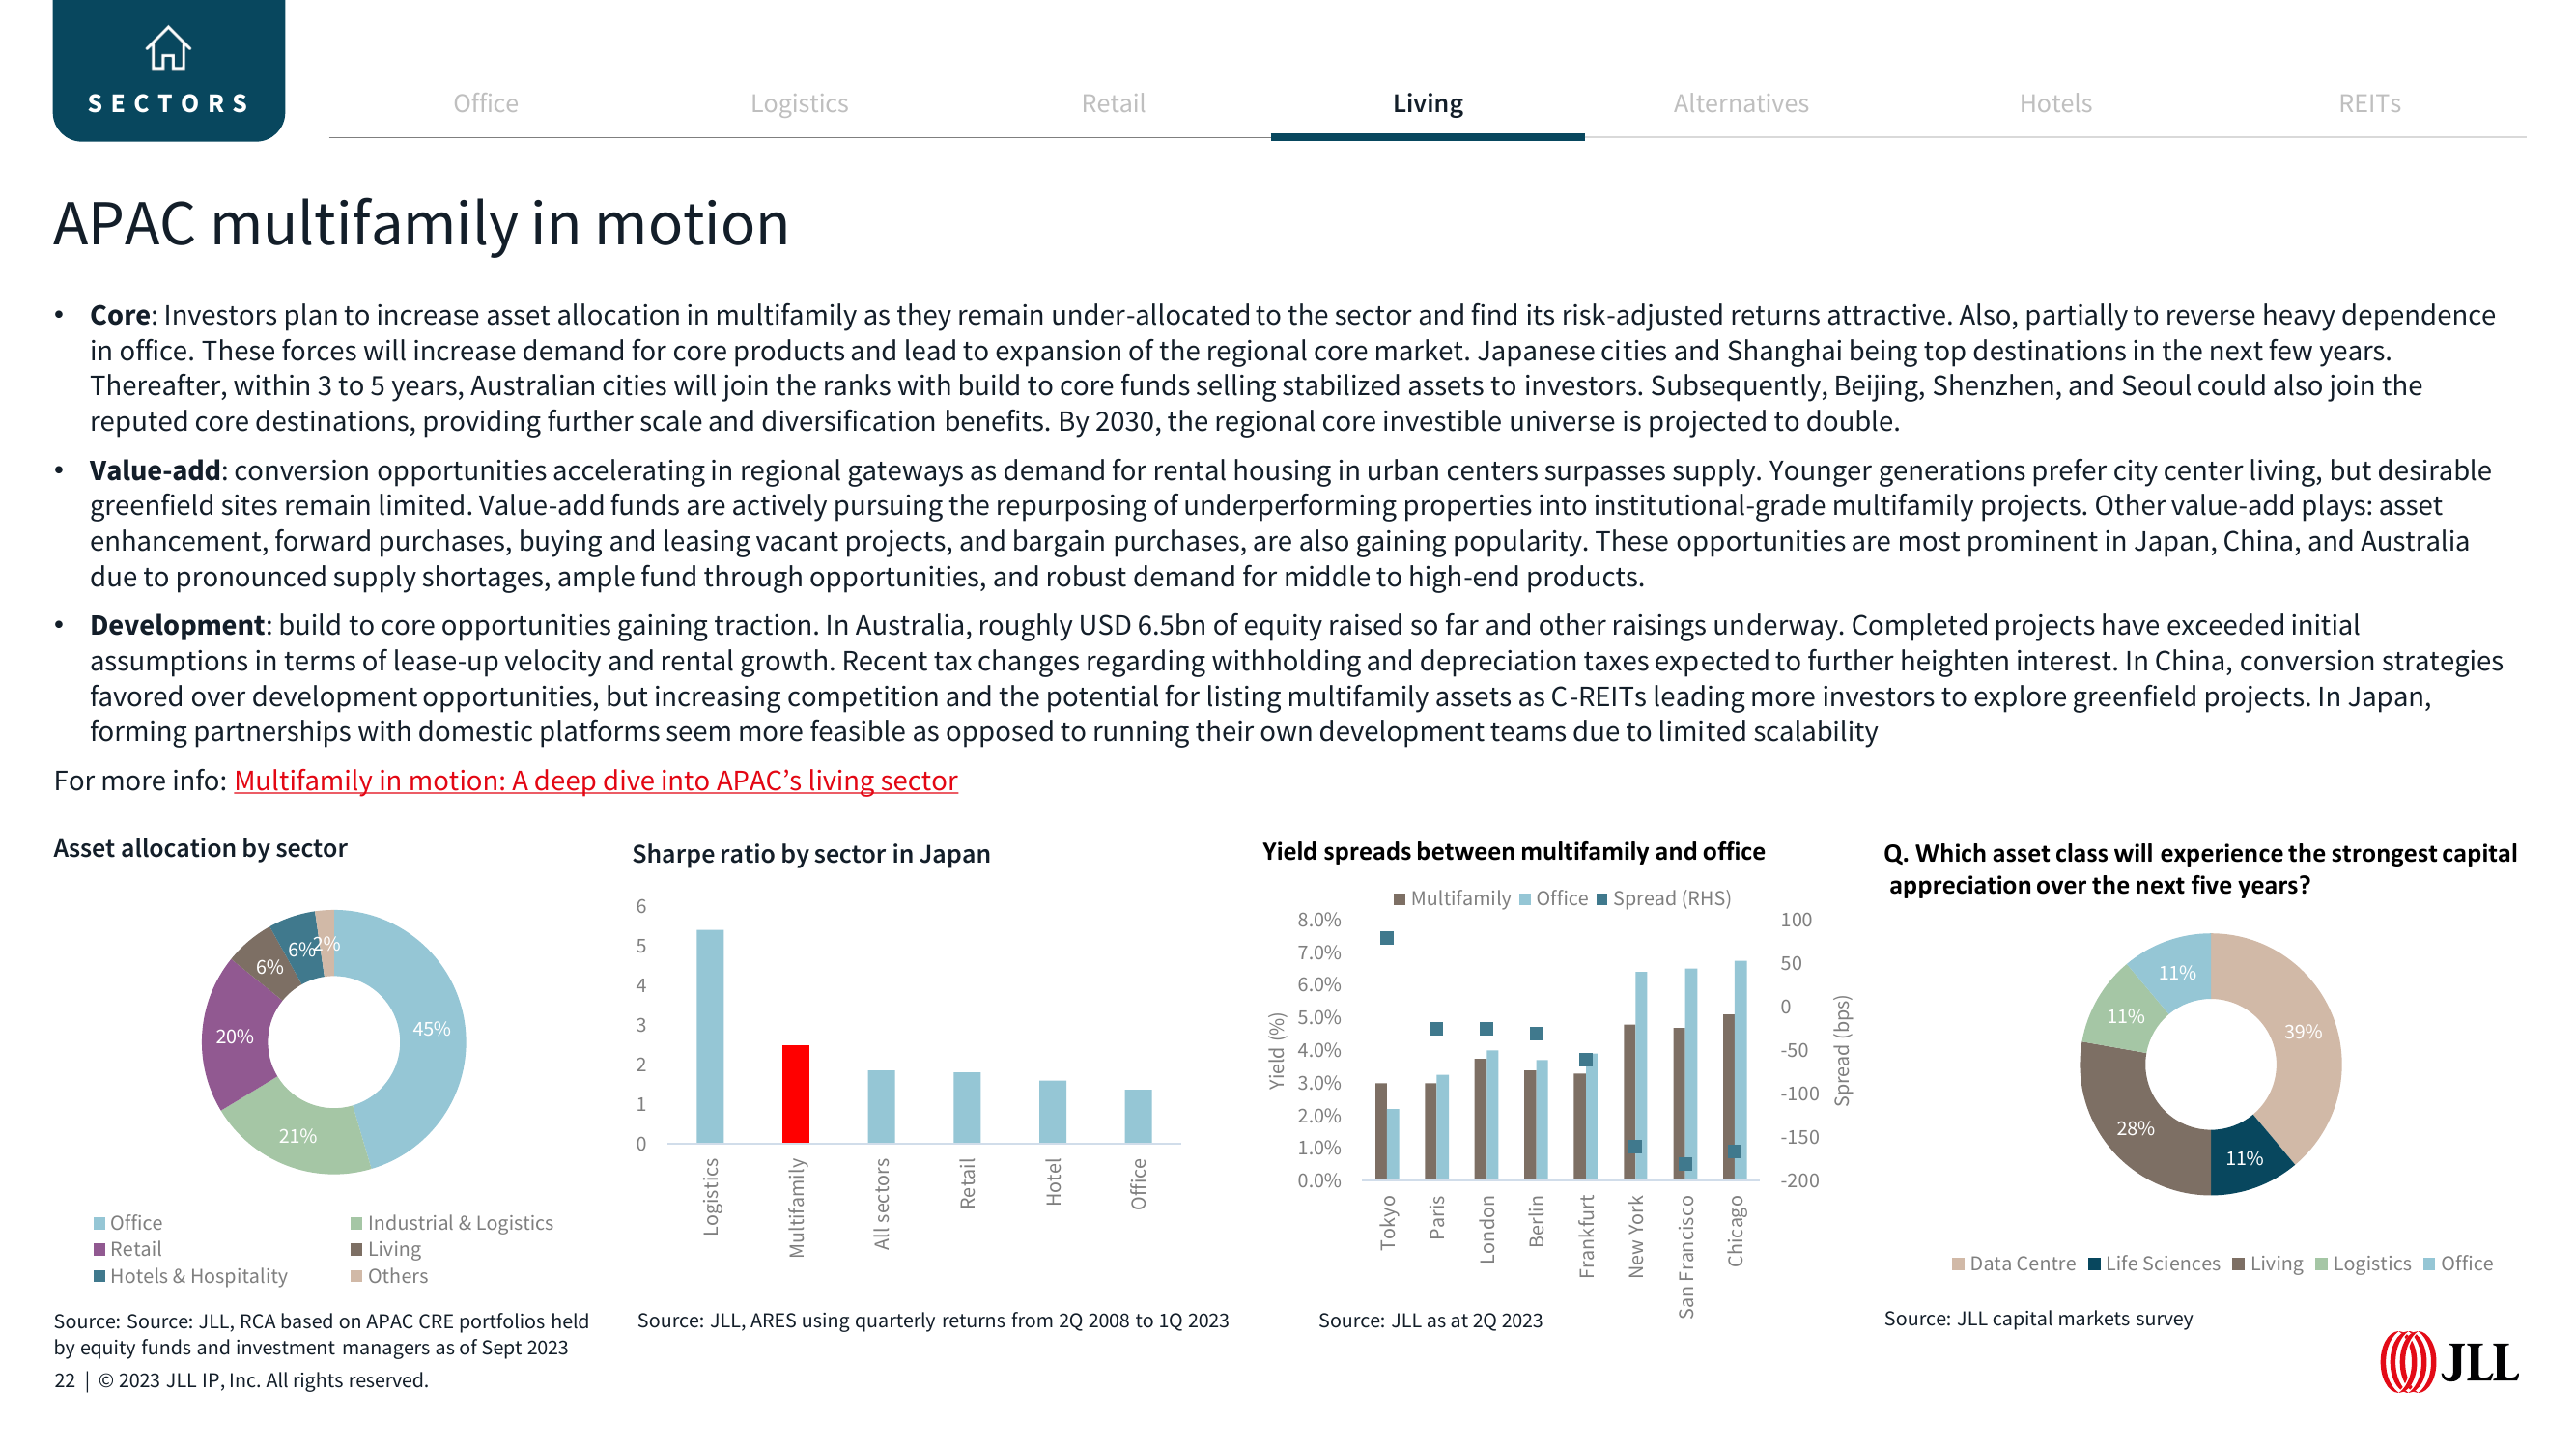 SECTORS
Office
Logistics
Retail
Living
Alternatives
Hotels
REITs
APAC multifamily in motion
• Core: Investors plan to increase asset allocation in multifamily as they remain under-allocated to the sector and find its risk-adjusted returns attractive. Also, partially to reverse heavy dependence
in office. These forces will increase demand for core products and lead to expansion of the regional core market. Japanese cities and Shanghai being top destinations in the next few years.
Thereafter, within 3 to 5 years, Australian cities will join the ranks with build to core funds selling stabilized assets to investors. Subsequently, Beijing, Shenzhen, and Seoul could also join the
reputed core destinations, providing further scale and diversification benefits. By 2030, the regional core investible universe is projected to double.
• Value-add: conversion opportunities accelerating in regional gateways as demand for rental housing in urban centers surpasses supply. Younger generations prefer city center living, but desirable
greenfield sites remain limited. Value-add funds are actively pursuing the repurposing of underperforming properties into institutional-grade multifamily projects. Other value-add plays: asset
enhancement, forward purchases, buying and leasing vacant projects, and bargain purchases, are also gaining popularity. These opportunities are most prominent in Japan, China, and Australia
due to pronounced supply shortages, ample fund through opportunities, and robust demand for middle to high-end products.
• Development: build to core opportunities gaining traction. In Australia, roughly USD 6.5bn of equity raised so far and other raisings underway. Completed projects have exceeded initial
assumptions in terms of lease-up velocity and rental growth. Recent tax changes regarding withholding and depreciation taxes expected to further heighten interest. In China, conversion strategies
favored over development opportunities, but increasing competition and the potential for listing multifamily assets as C-REITs leading more investors to explore greenfield projects. In Japan,
forming partnerships with domestic platforms seem more feasible as opposed to running their own development teams due to limited scalability
For more info: Multifamily in motion: A deep dive into APAC’s living sector
Asset allocation by sector
45%
21%
20%
6%
6%
2%
Office
Industrial & Logistics
Retail
Living
Hotels & Hospitality
Others
Source: Source: JLL, RCA based on APAC CRE portfolios held
by equity funds and investment managers as of Sept 2023
Sharpe ratio by sector in Japan
6
5
4
3
2
1
0
Logistics
Multifamily
All sectors
Retail
Hotel
Office
Source: JLL, ARES using quarterly returns from 2Q 2008 to 1Q 2023
Yield spreads between multifamily and office
Multifamily
Office
Spread (RHS)
Yield (%)
8.0%
7.0%
6.0%
5.0%
4.0%
3.0%
2.0%
1.0%
0.0%
100
50
0
-50
-100
-150
-200
Spread (bps)
Tokyo
Paris
London
Berlin
Frankfurt
New York
San Francisco
Chicago
Source: JLL as at 2Q 2023
Q. Which asset class will experience the strongest capital
appreciation over the next five years?
39%
11%
28%
11%
11%
Data Centre
Life Sciences
Living
Logistics
Office
Source: JLL capital markets survey
22 | © 2023 JLL IP, Inc. All rights reserved.
JLL